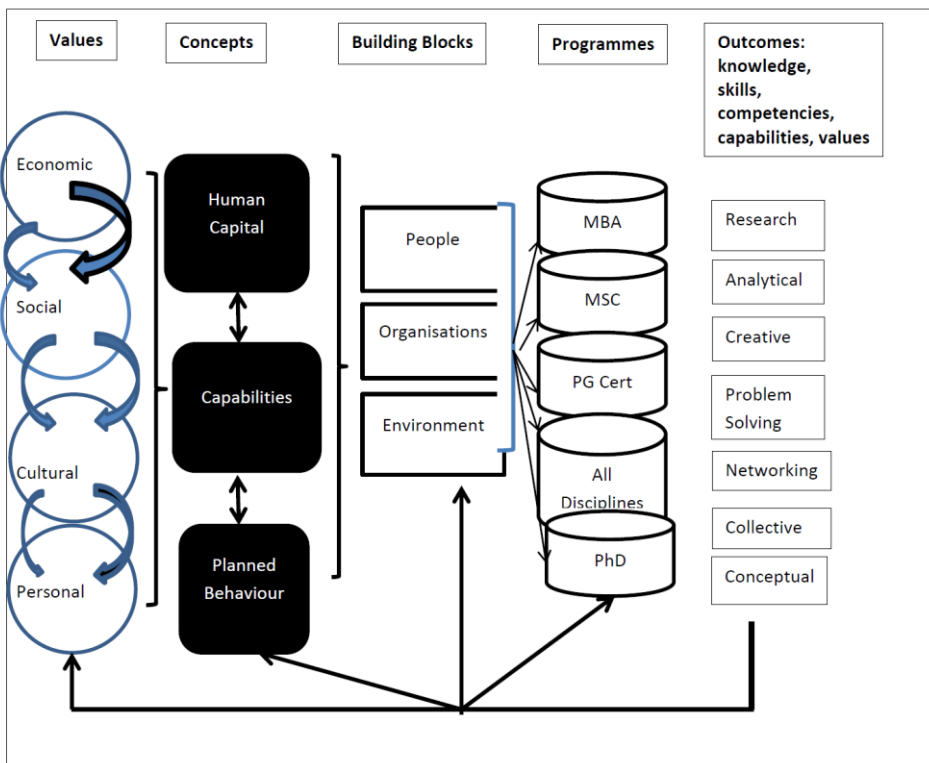 Values
Concepts
Building Blocks
Programmes
Outcomes:
knowledge,
skills,
competencies,
capabilities, values
Economic
Social
Cultural
Personal
Human
Capital
Capabilities
Planned
Behaviour
People
Organisations
Environment
MBA
MSC
PG Cert
All
Disciplines
PhD
Research
Analytical
Creative
Problem
Solving
Networking
Collective
Conceptual